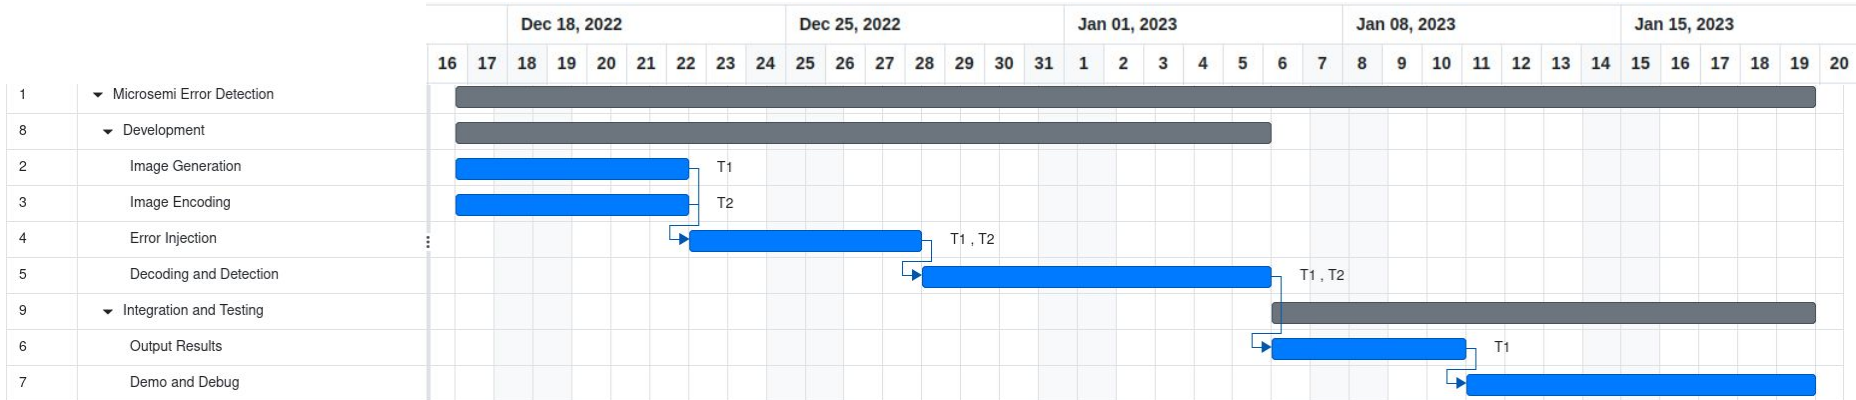 Dec 18, 2022 Dec 25, 2022 Jan 01, 2023 Jan 08, 2023 Jan 15, 2023
16 17 18 19 20 21 22 23 24 25 26 27 28 29 30 31 1 2 3 4 5 6 7 8 9 10 11 12 13 14 15 16 17 18 19 20
1 Microsemi Error Detection
8 Development
2 Image Generation T1
3 Image Encoding T2
4 Error Injection T1 , T2
5 Decoding and Detection T1 , T2
9 Integration and Testing
6 Output Results T1
7 Demo and Debug